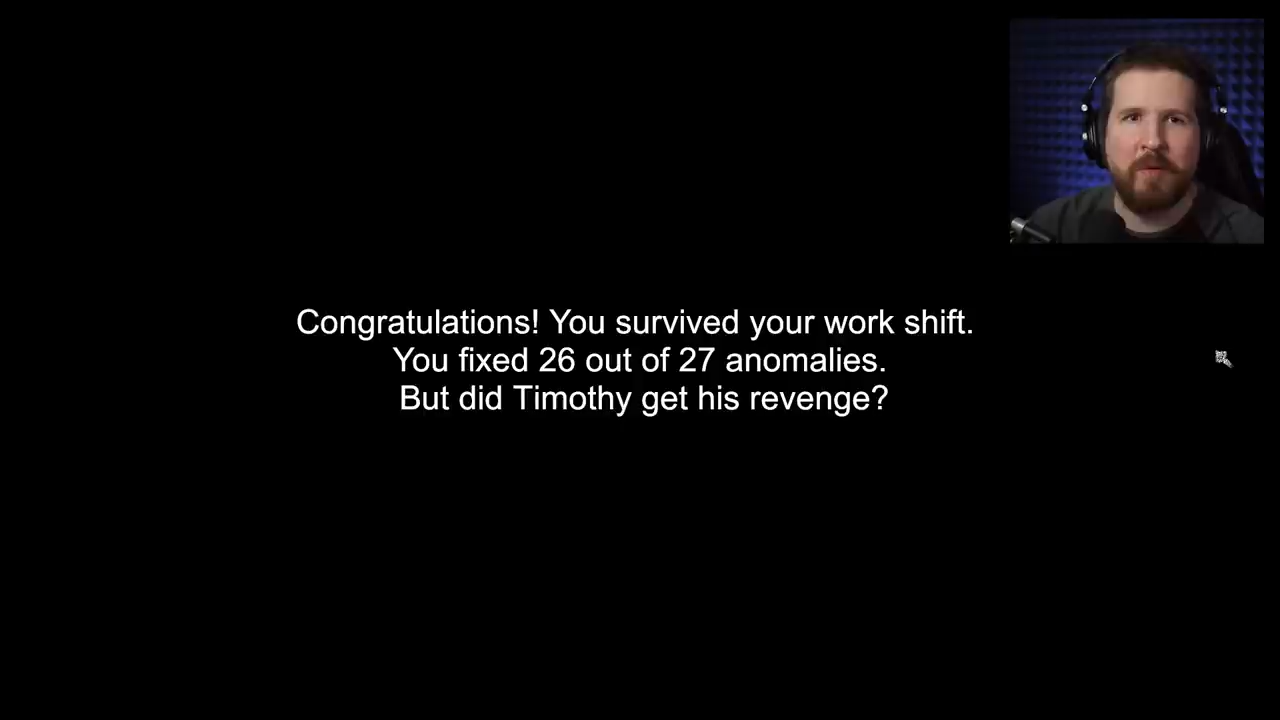 Congratulations! You survived your work shift.
You fixed 26 out of 27 anomalies.
But did Timothy get his revenge?